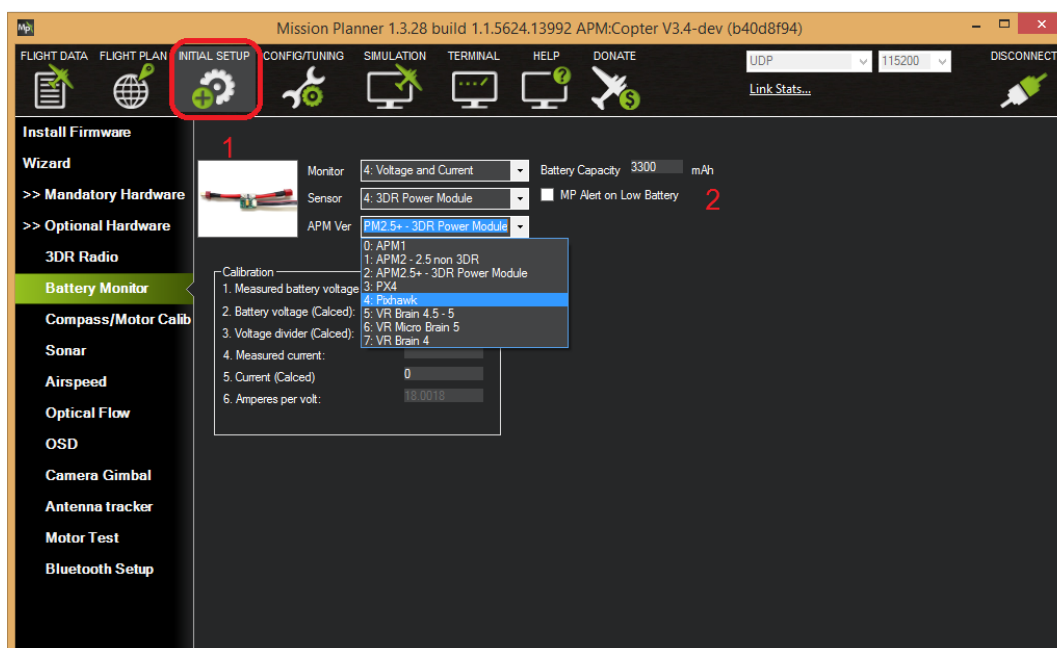 Mission Planner 1.3.28 build 1.1.5624.13992 APM:Copter V3.4-dev (b40d8f94)
FLIGHT DATA FLIGHT PLAN INITIAL SETUP CONFIG/TUNING SIMULATION TERMINAL HELP DONATE UDP 115200 DISCONNECT
Link Stats...
Install Firmware
Wizard
>> Mandatory Hardware
>> Optional Hardware
3DR Radio
Battery Monitor
Compass/Motor Calib
Sonar
Airspeed
Optical Flow
OSD
Camera Gimbal
Antenna tracker
Motor Test
Bluetooth Setup
1
Monitor 4: Voltage and Current Battery Capacity 3300 mAh
Sensor 4: 3DR Power Module MP Alert on Low Battery 2
APM Ver PM2.5+ - 3DR Power Module
0: APM1
1: APM2 - 2.5 non 3DR
2: APM2.5+ - 3DR Power Module
3: PX4
4: Pixhawk
5: VR Brain 4.5 - 5
6: VR Micro Brain 5
7: VR Brain 4
Calibration
1. Measured battery voltage
2. Battery voltage (Calced):
3. Voltage divider (Calced):
4. Measured current:
5. Current (Calced) 0
6. Amperes per volt: 18.0018